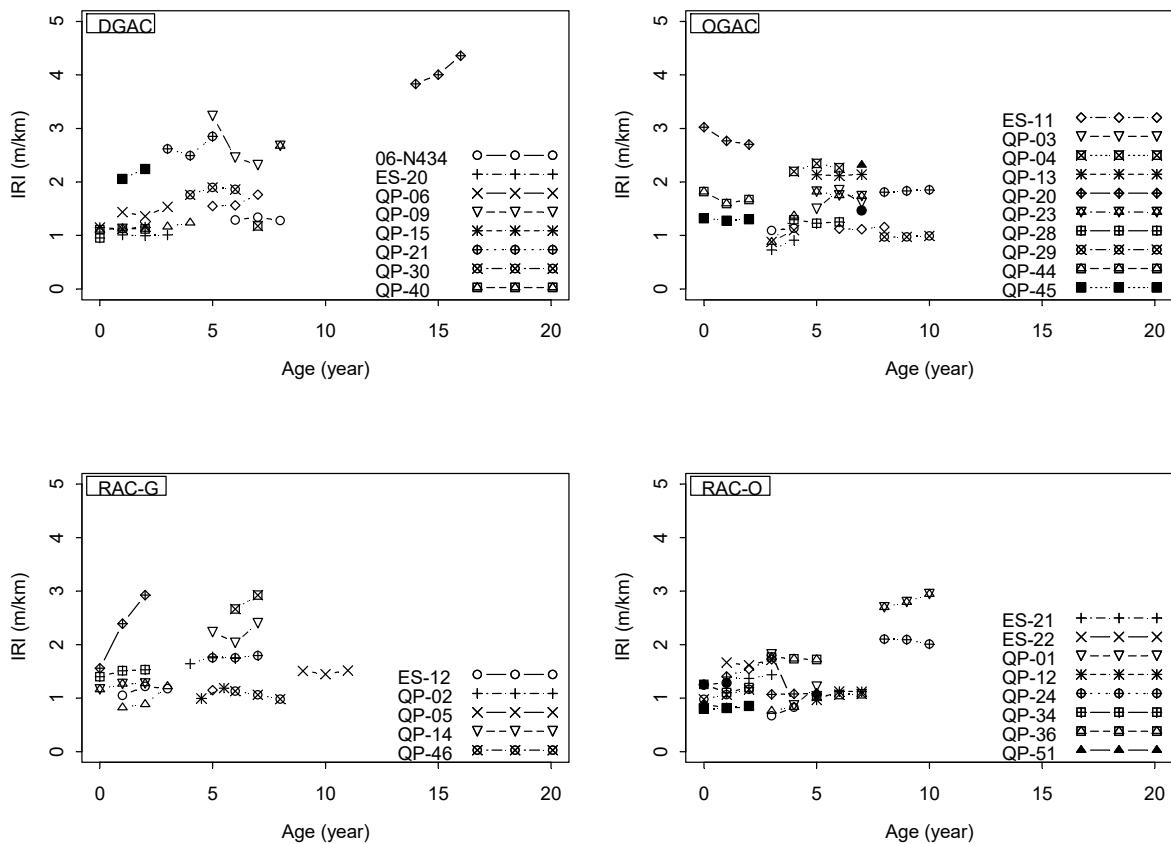 DGAC
IRI (m/km)
5
4
3
2
1
0
06-N434
ES-20
QP-06
QP-09
QP-15
QP-21
QP-30
QP-40
0 5 10 15 20
Age (year)
OGAC
IRI (m/km)
5
4
3
2
1
0
ES-11
QP-03
QP-04
QP-13
QP-20
QP-23
QP-28
QP-29
QP-44
QP-45
0 5 10 15 20
Age (year)
RAC-G
IRI (m/km)
5
4
3
2
1
0
ES-12
QP-02
QP-05
QP-14
QP-46
0 5 10 15 20
Age (year)
RAC-O
IRI (m/km)
5
4
3
2
1
0
ES-21
ES-22
QP-01
QP-12
QP-24
QP-34
QP-36
QP-51
0 5 10 15 20
Age (year)